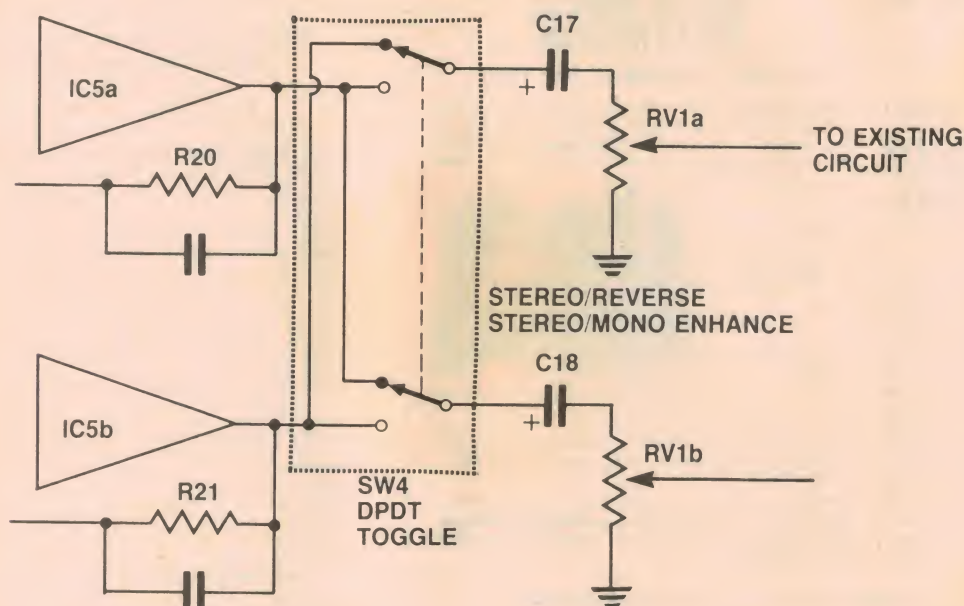 C17
IC5a
+
RV1a
TO EXISTING
CIRCUIT
R20
STEREO/REVERSE
STEREO/MONO ENHANCE
C18
IC5b
+
RV1b
R21
SW4
DPDT
TOGGLE